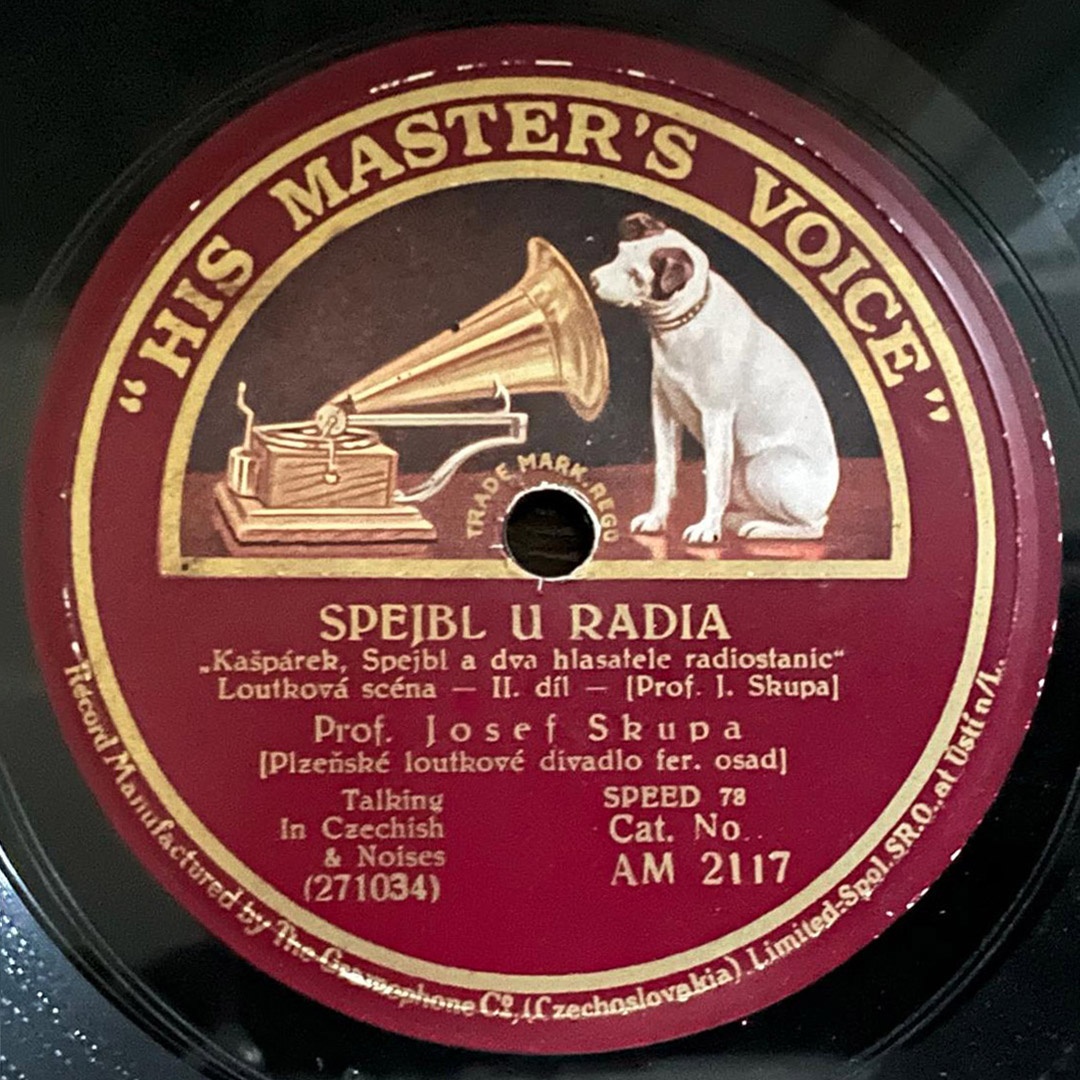 “HIS MASTER'S VOICE”
TRADE MARK. REGD
SPEJBL U RADIA
„Kašpárek, Spejbl a dva hlasatele radiostanic“
Loutková scéna — II. díl — [Prof. J. Skupa]
Prof. Josef Skupa
[Plzeňské loutkové divadlo fer. osad]
Talking
In Czechish
& Noises
(271034)
SPEED 78
Cat. No.
AM 2117
Record Manufactured by The Gramophone Co., (Czechoslovakia) Limited-Spol. SR.O., at Ústí n/L.